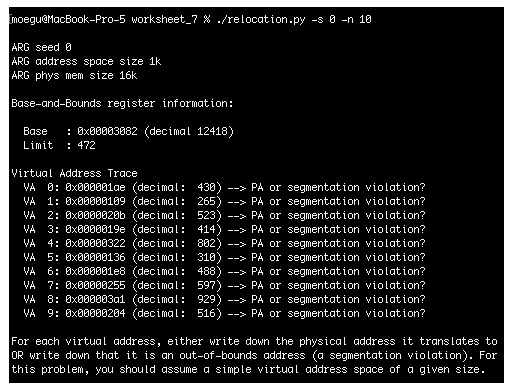 [moegu@MacBook-Pro-5 worksheet_7 % ./relocation.py -s 0 -n 10
ARG seed 0
ARG address space size 1k
ARG phys mem size 16k
Base-and-Bounds register information:
Base   : 0x00003082 (decimal 12418)
Limit  : 472
Virtual Address Trace
VA  0: 0x000001ae (decimal:  430) --> PA or segmentation violation?
VA  1: 0x00000109 (decimal:  265) --> PA or segmentation violation?
VA  2: 0x0000020b (decimal:  523) --> PA or segmentation violation?
VA  3: 0x0000019e (decimal:  414) --> PA or segmentation violation?
VA  4: 0x00000322 (decimal:  802) --> PA or segmentation violation?
VA  5: 0x00000136 (decimal:  310) --> PA or segmentation violation?
VA  6: 0x000001e8 (decimal:  488) --> PA or segmentation violation?
VA  7: 0x00000255 (decimal:  597) --> PA or segmentation violation?
VA  8: 0x000003a1 (decimal:  929) --> PA or segmentation violation?
VA  9: 0x00000204 (decimal:  516) --> PA or segmentation violation?
For each virtual address, either write down the physical address it translates to
OR write down that it is an out-of-bounds address (a segmentation violation). For
this problem, you should assume a simple virtual address space of a given size.